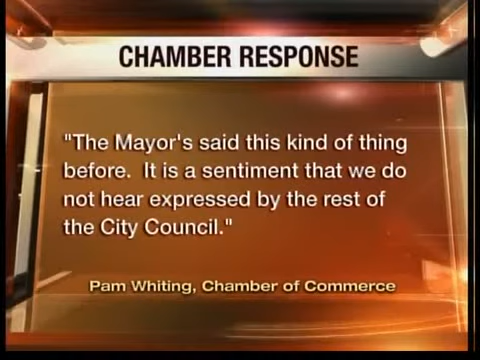 CHAMBER RESPONSE
"The Mayor's said this kind of thing
before. It is a sentiment that we do
not hear expressed by the rest of
the City Council."
Pam Whiting, Chamber of Commerce